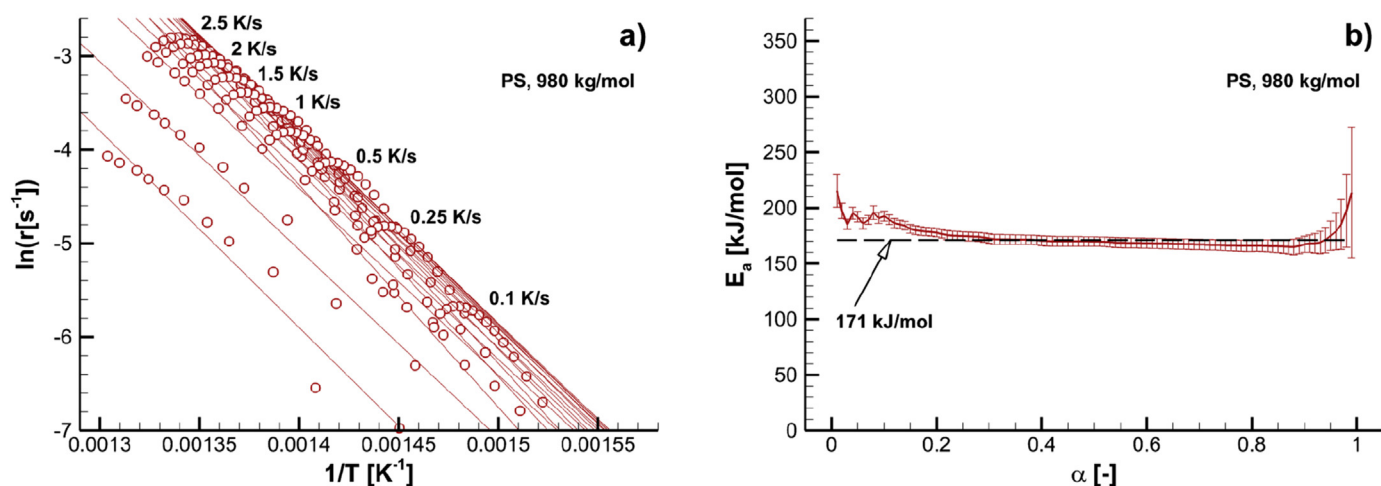 a)
PS, 980 kg/mol
2.5 K/s
2 K/s
1.5 K/s
1 K/s
0.5 K/s
0.25 K/s
0.1 K/s
ln(r[s⁻¹])
-3
-4
-5
-6
-7
0.0013 0.00135 0.0014 0.00145 0.0015 0.00155
1/T [K⁻¹]
b)
PS, 980 kg/mol
171 kJ/mol
Eₐ [kJ/mol]
350
300
250
200
150
100
50
0
0 0.2 0.4 0.6 0.8 1
α [-]